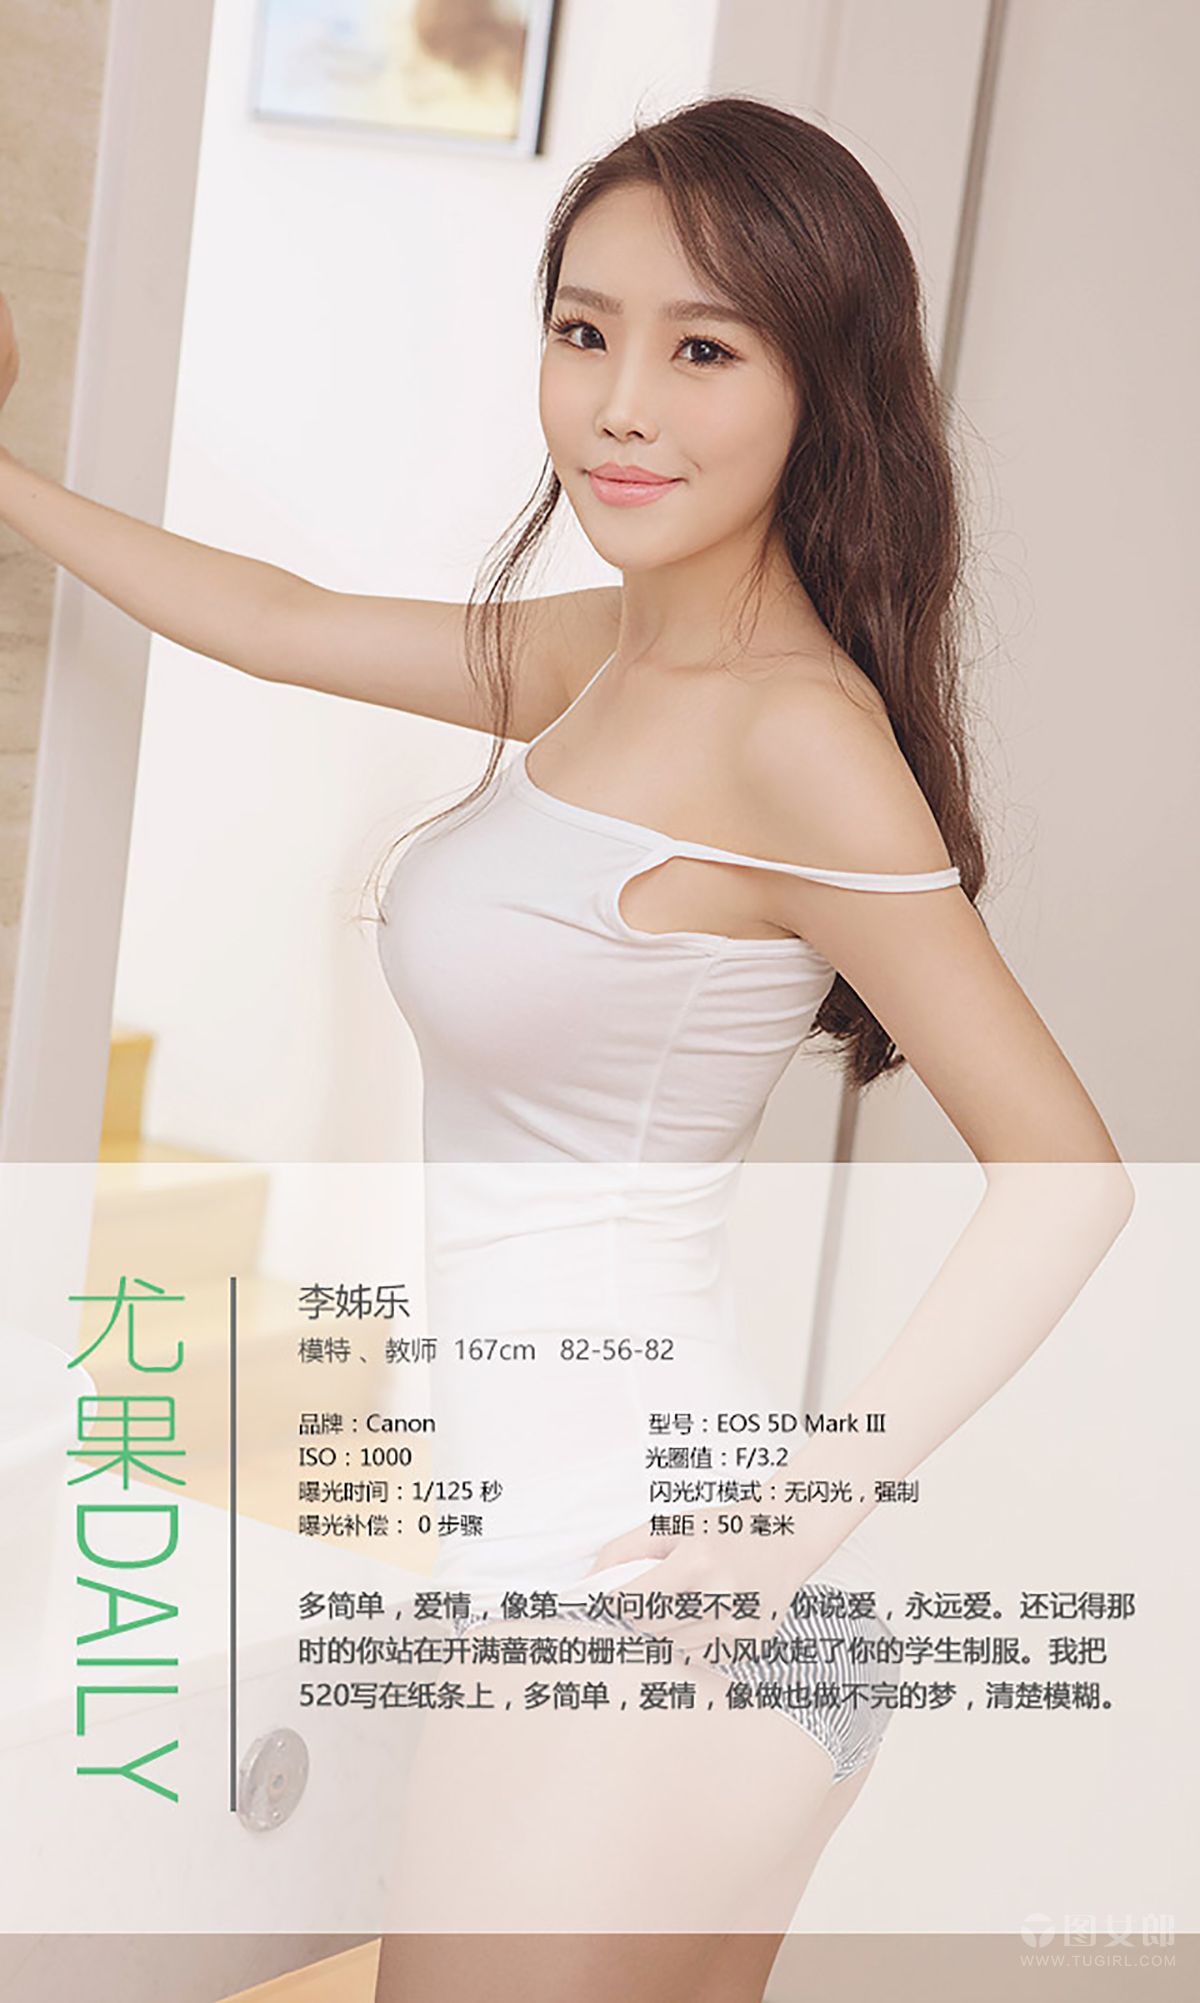 尤果DAILY
李姊乐
模特 、教师 167cm 82-56-82
品牌：Canon
型号：EOS 5D Mark III
ISO：1000
光圈值：F/3.2
曝光时间：1/125 秒
闪光灯模式：无闪光，强制
曝光补偿： 0 步骤
焦距：50 毫米
多简单，爱情，像第一次问你爱不爱，你说爱，永远爱。还记得那
时的你站在开满蔷薇的栅栏前，小风吹起了你的学生制服。我把
520写在纸条上，多简单，爱情，像做也做不完的梦，清楚模糊。
图女郎
WWW.TUGIRL.COM